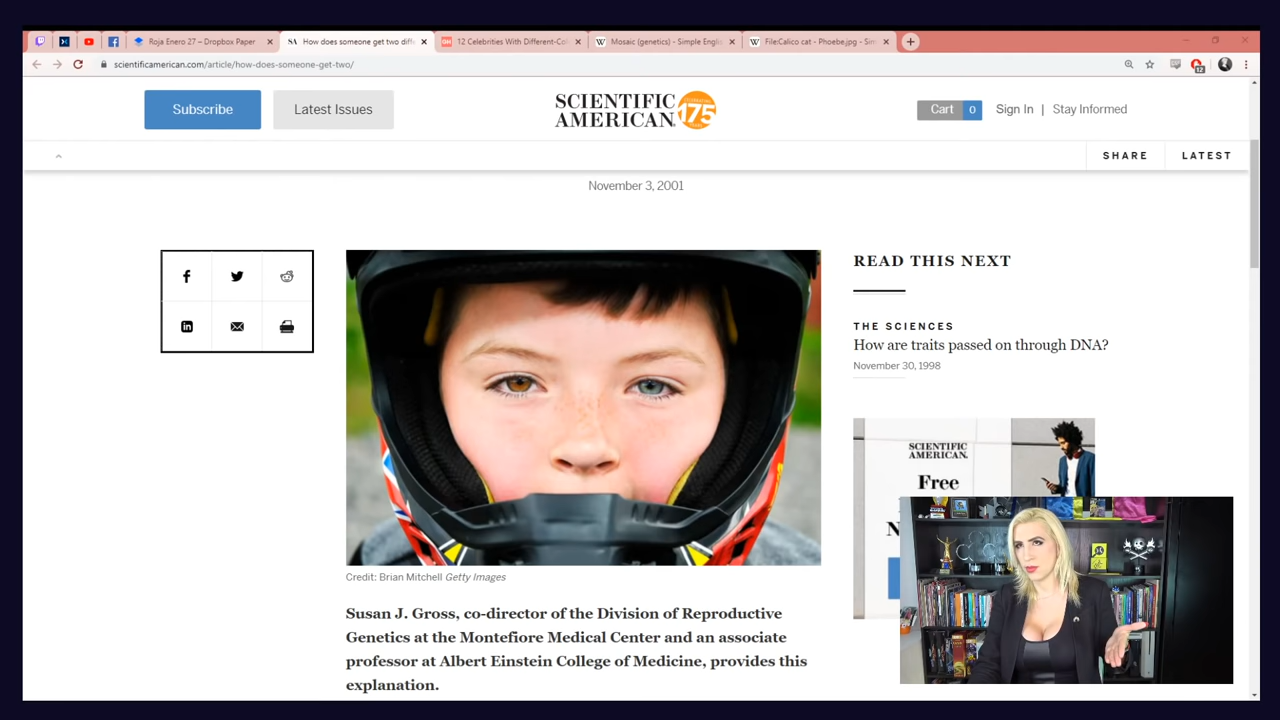 Roja Enero 27 – Dropbox Paper
SA How does someone get two diffe
12 Celebrities With Different-Col
W Mosaic (genetics) - Simple Engli
W File:Calico cat - Phoebe.jpg - Sim
scientificamerican.com/article/how-does-someone-get-two/
12
Subscribe
Latest Issues
SCIENTIFIC
AMERICAN
175
Cart 0
Sign In | Stay Informed
SHARE
LATEST
November 3, 2001
READ THIS NEXT
THE SCIENCES
How are traits passed on through DNA?
November 30, 1998
SCIENTIFIC
AMERICAN
Free
N
Credit: Brian Mitchell Getty Images
Susan J. Gross, co-director of the Division of Reproductive
Genetics at the Montefiore Medical Center and an associate
professor at Albert Einstein College of Medicine, provides this
explanation.